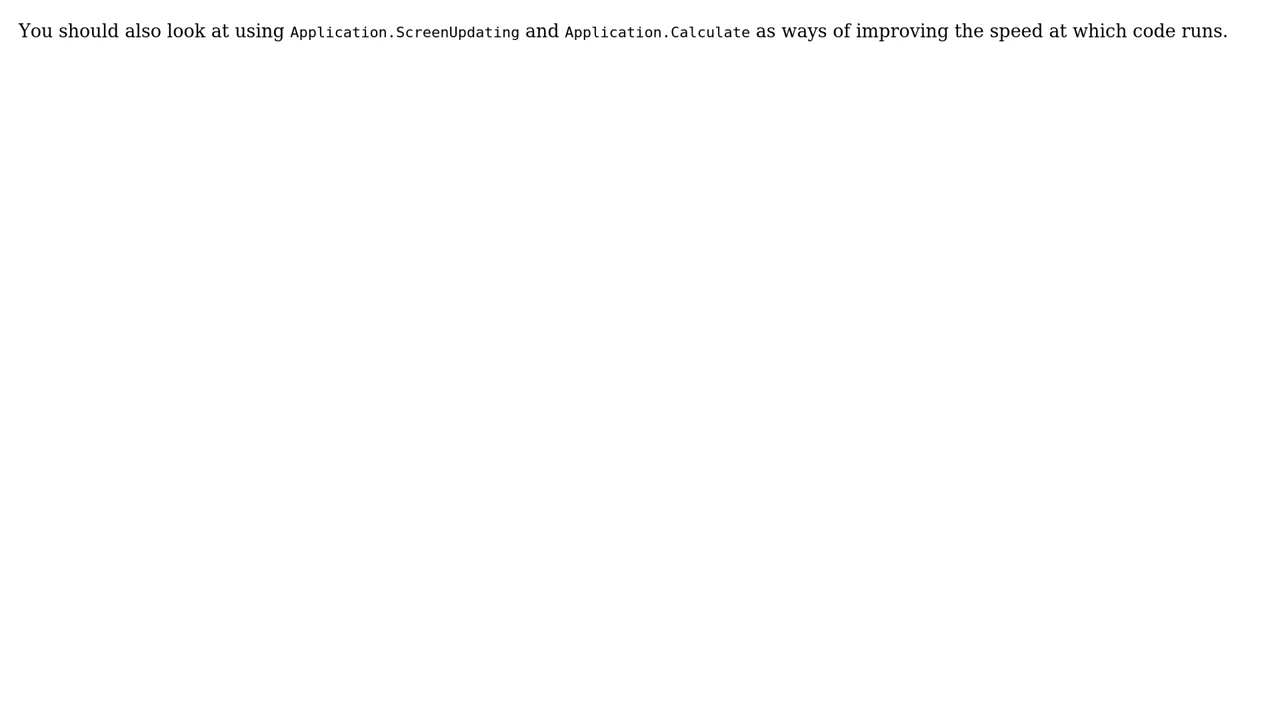 You should also look at using Application.ScreenUpdating and Application.Calculate as ways of improving the speed at which code runs.